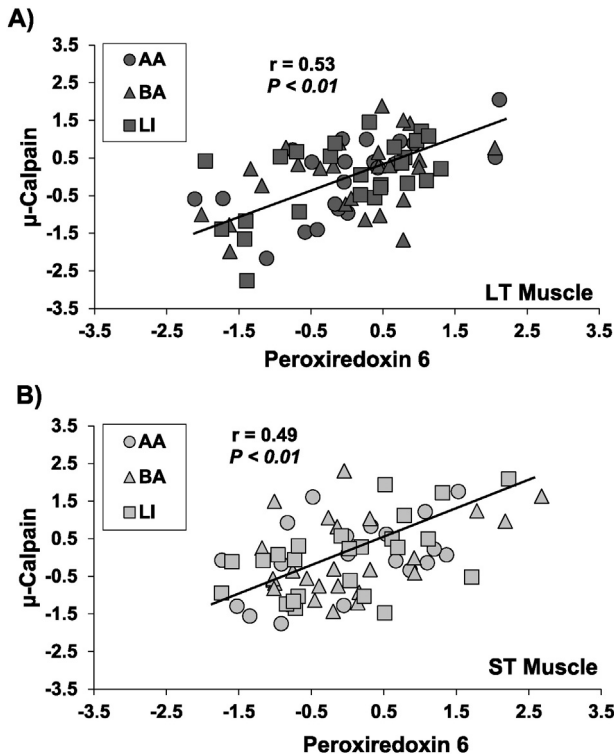 A)
3.5
2.5
1.5
0.5
-0.5
-1.5
-2.5
-3.5
μ-Calpain
AA
BA
LI
r = 0.53
P < 0.01
LT Muscle
-3.5 -2.5 -1.5 -0.5 0.5 1.5 2.5 3.5
Peroxiredoxin 6
B)
3.5
2.5
1.5
0.5
-0.5
-1.5
-2.5
-3.5
μ-Calpain
AA
BA
LI
r = 0.49
P < 0.01
ST Muscle
-3.5 -2.5 -1.5 -0.5 0.5 1.5 2.5 3.5
Peroxiredoxin 6